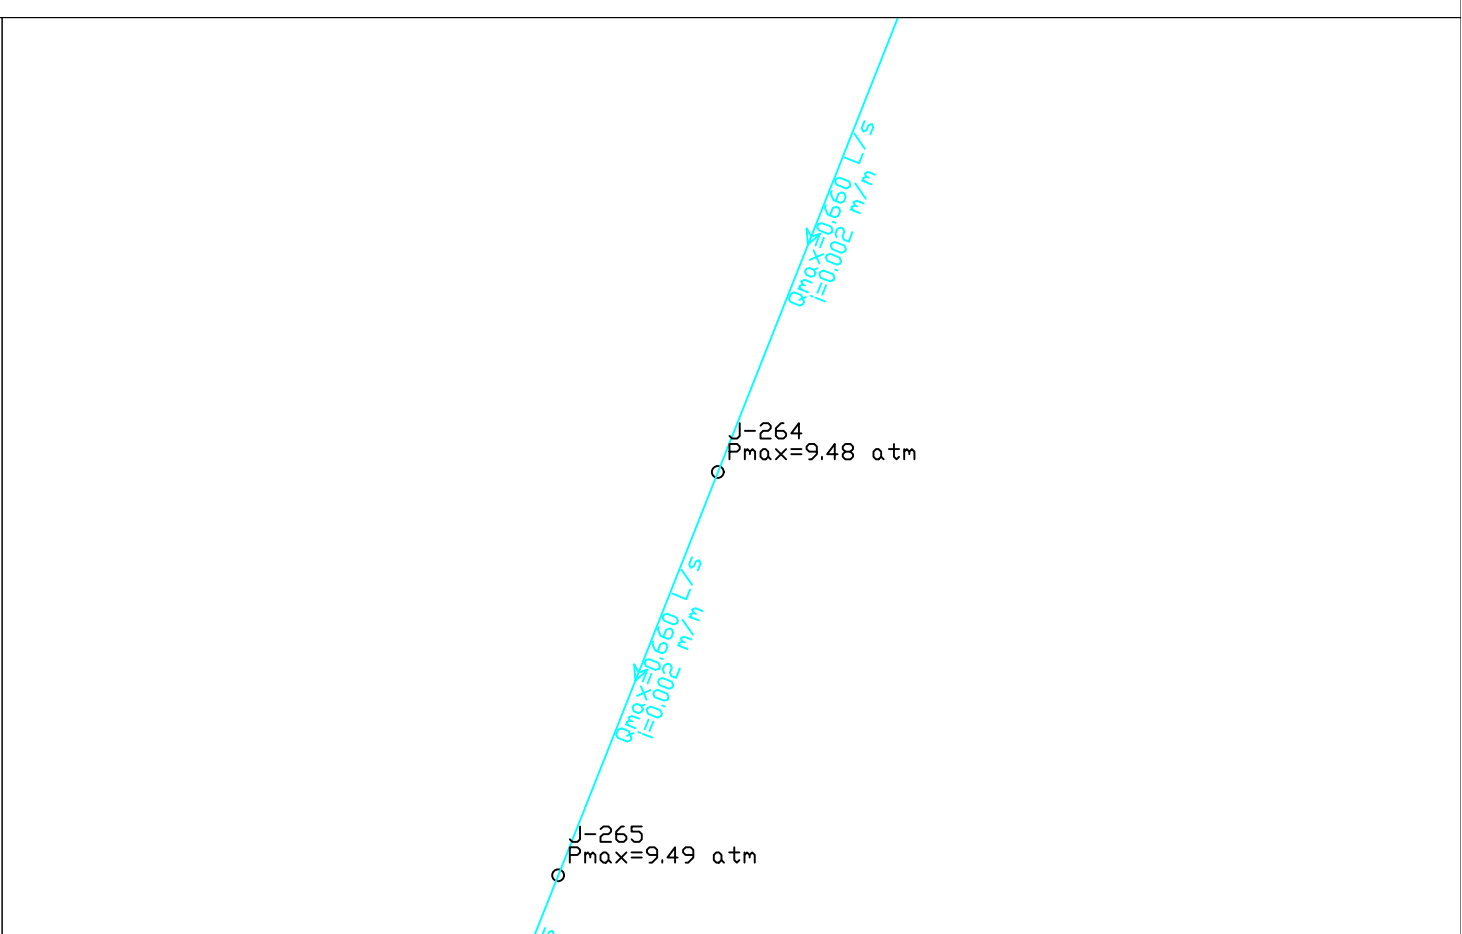 Qmax=0.660 L/s
i=0.002 m/m
J-264
Pmax=9.48 atm
Qmax=0.660 L/s
i=0.002 m/m
J-265
Pmax=9.49 atm